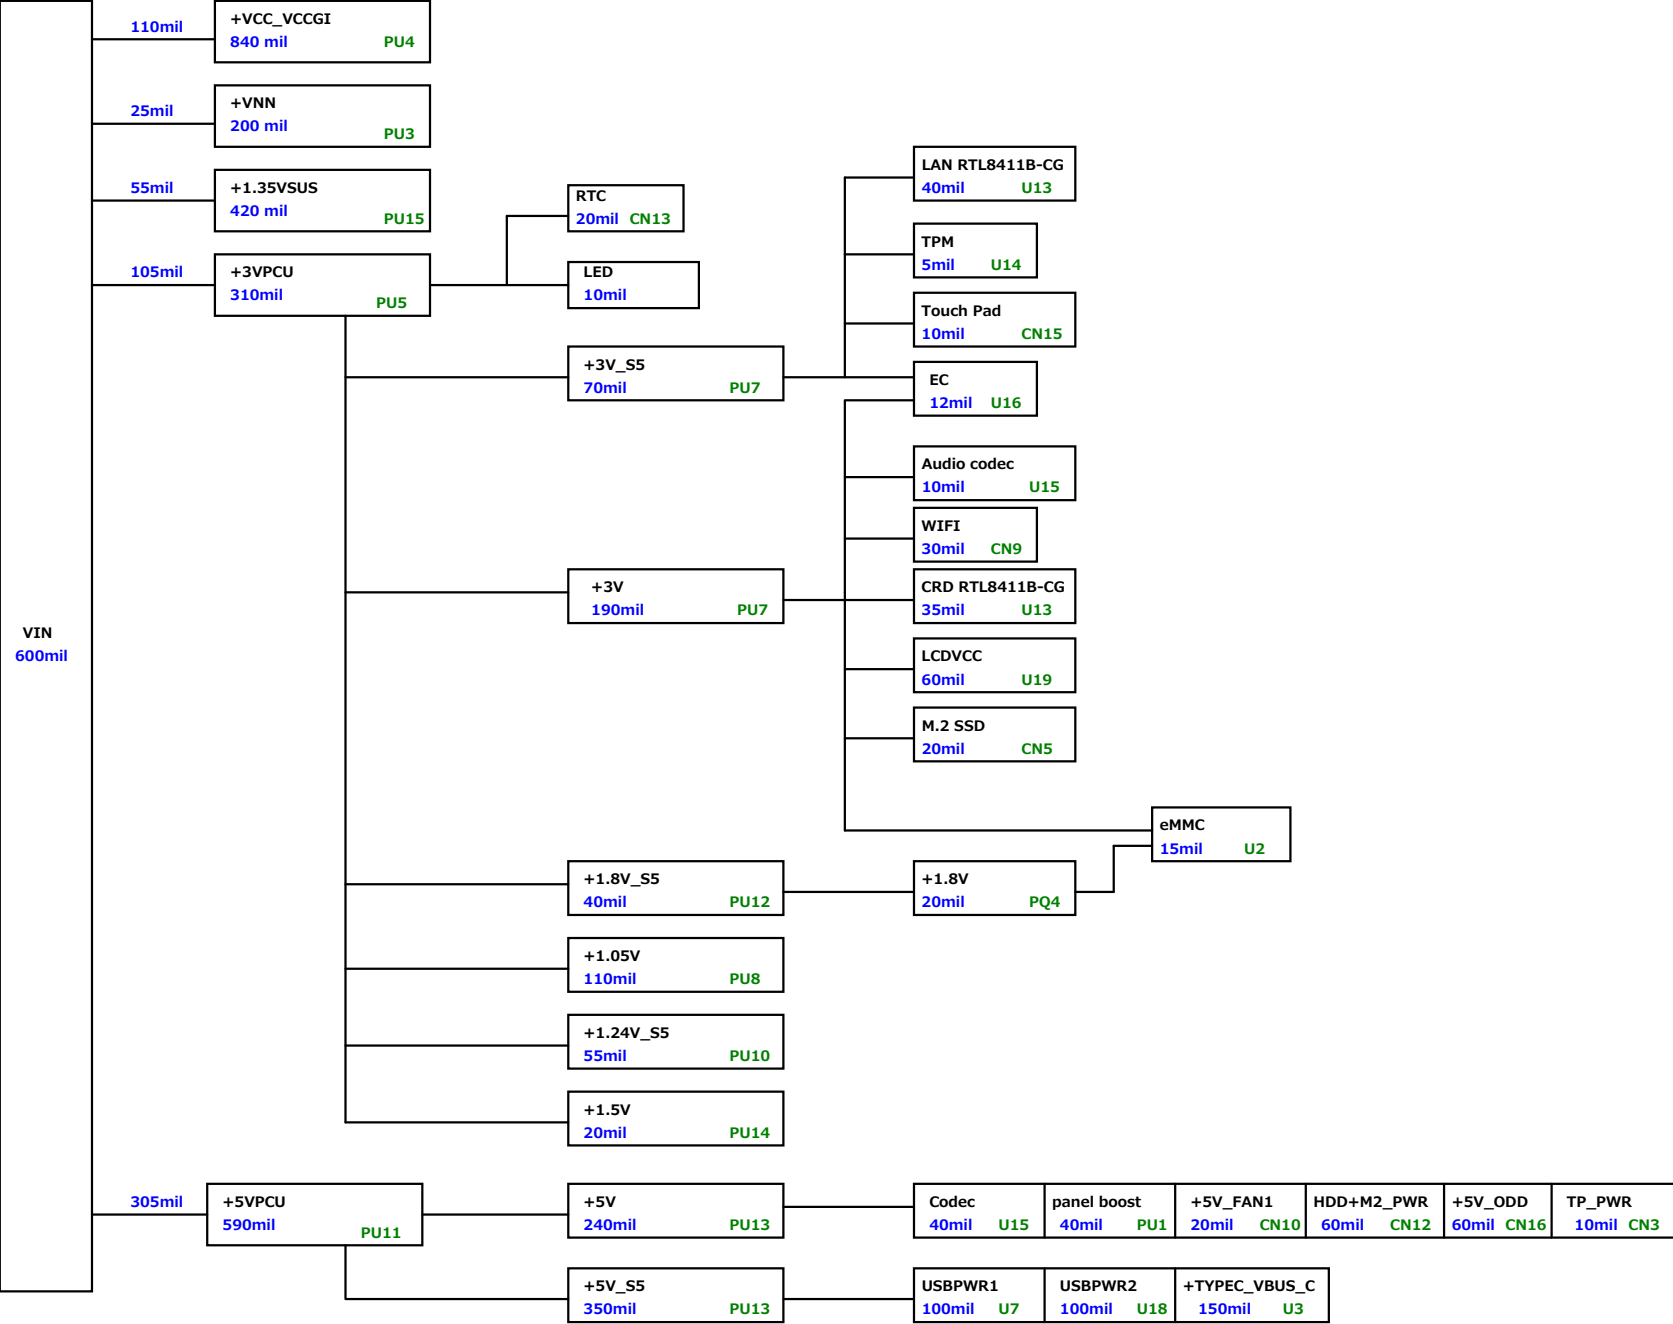 VIN
600mil
110mil
+VCC_VCCGI
840 mil PU4
25mil
+VNN
200 mil
PU3
55mil
+1.35VSUS
420 mil
PU15
105mil
+3VPCU
310mil
PU5
RTC
20mil CN13
LED
10mil
+3V_S5
70mil PU7
LAN RTL8411B-CG
40mil U13
TPM
5mil U14
Touch Pad
10mil CN15
EC
12mil U16
Audio codec
10mil U15
WIFI
30mil CN9
+3V
190mil PU7
CRD RTL8411B-CG
35mil U13
LCDVCC
60mil U19
M.2 SSD
20mil CN5
eMMC
15mil U2
+1.8V_S5
40mil PU12
+1.8V
20mil PQ4
+1.05V
110mil PU8
+1.24V_S5
55mil PU10
+1.5V
20mil PU14
305mil
+5VPCU
590mil
PU11
+5V
240mil PU13
Codec
40mil U15
panel boost
40mil PU1
+5V_FAN1
20mil CN10
HDD+M2_PWR
60mil CN12
+5V_ODD
60mil CN16
TP_PWR
10mil CN3
+5V_S5
350mil PU13
USBPWR1
100mil U7
USBPWR2
100mil U18
+TYPEC_VBUS_C
150mil U3